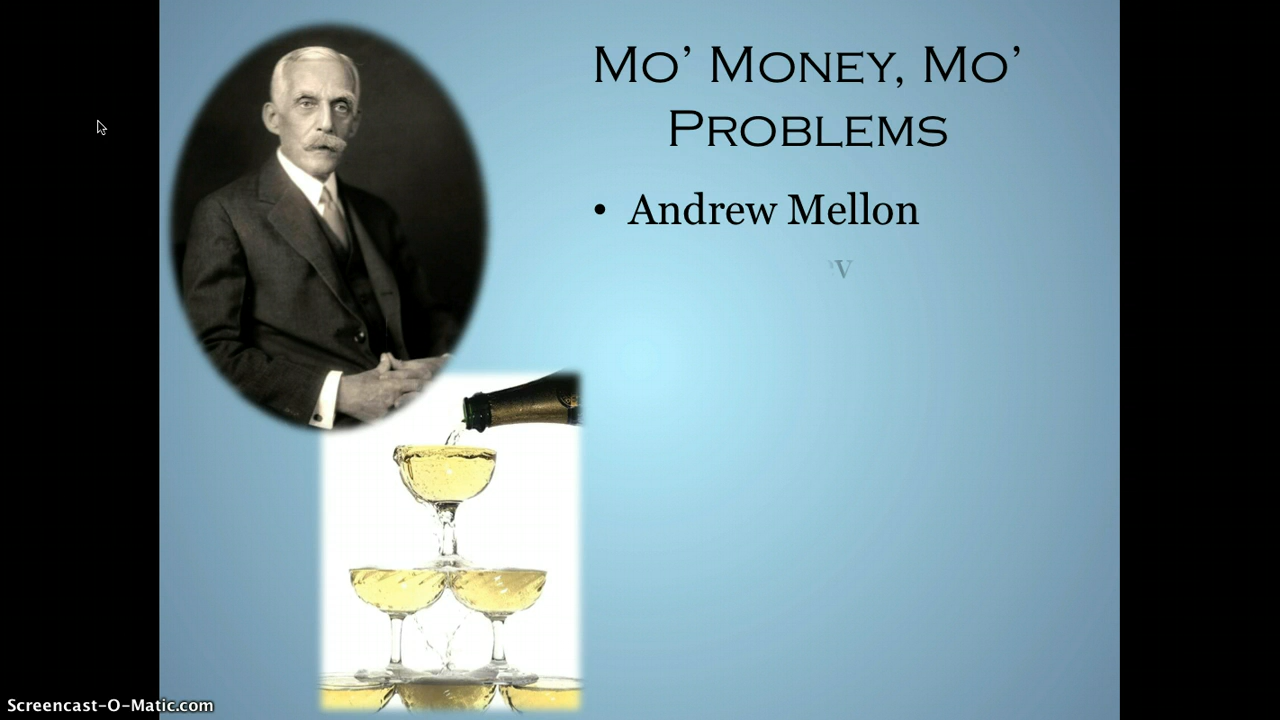 Mo’ Money, Mo’
Problems
• Andrew Mellon
Screencast-O-Matic.com